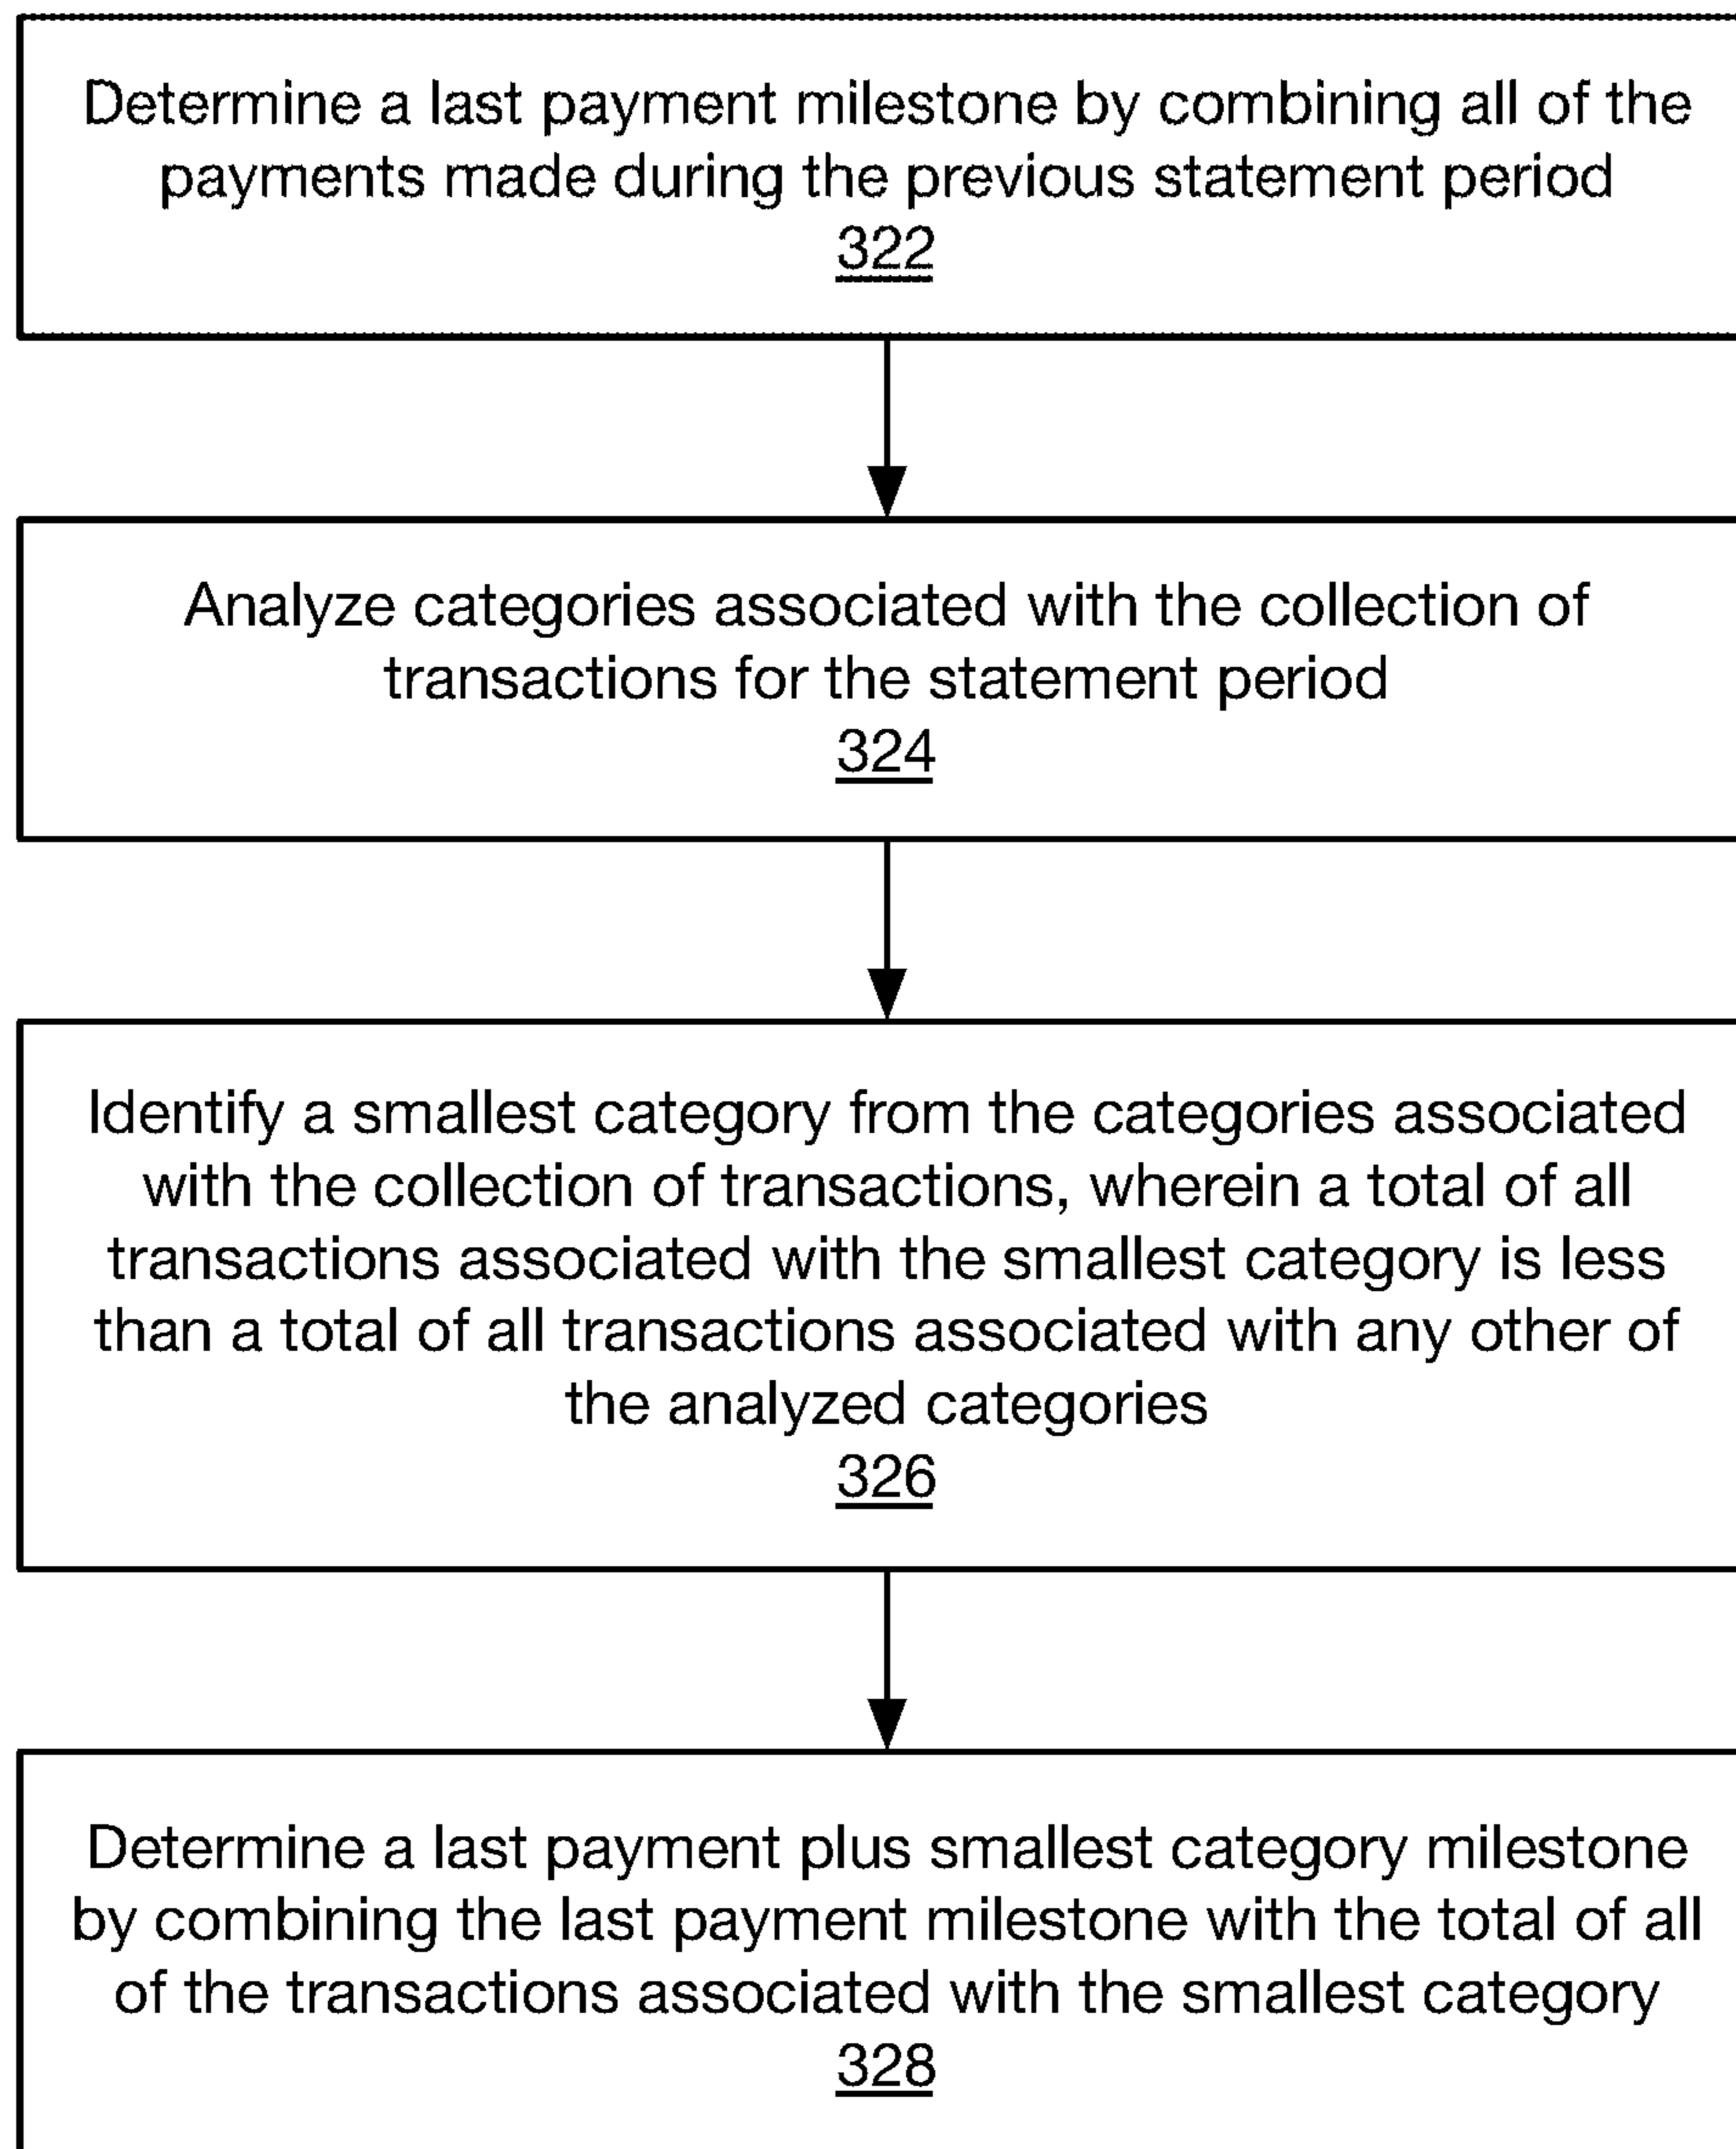 Determine a last payment milestone by combining all of the
payments made during the previous statement period
322
Analyze categories associated with the collection of
transactions for the statement period
324
Identify a smallest category from the categories associated
with the collection of transactions, wherein a total of all
transactions associated with the smallest category is less
than a total of all transactions associated with any other of
the analyzed categories
326
Determine a last payment plus smallest category milestone
by combining the last payment milestone with the total of all
of the transactions associated with the smallest category
328